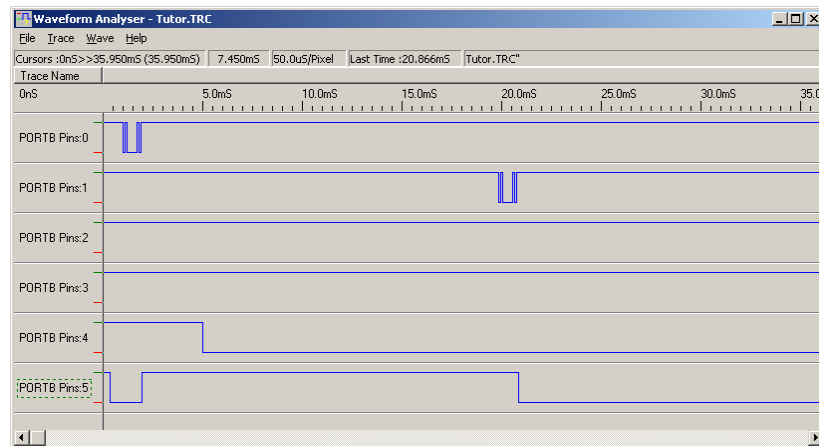 Waveform Analyser - Tutor.TRC
File Trace Wave Help
Cursors :0nS>>35.950mS (35.950mS) 7.450mS 50.0uS/Pixel Last Time :20.866mS Tutor.TRC"
Trace Name
0nS 5.0mS 10.0mS 15.0mS 20.0mS 25.0mS 30.0mS 35.0
PORTB Pins:0
PORTB Pins:1
PORTB Pins:2
PORTB Pins:3
PORTB Pins:4
PORTB Pins:5